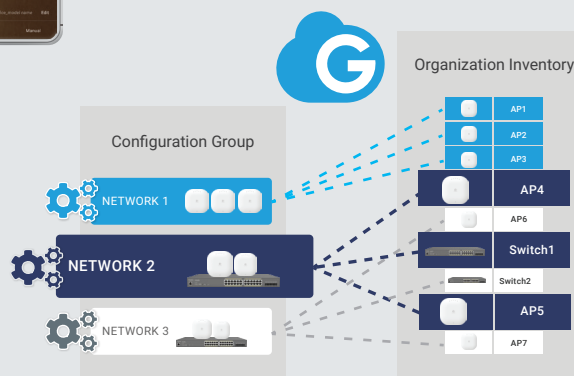 Manual
G
Organization Inventory
Configuration Group
AP1
AP2
AP3
NETWORK 1
AP4
AP6
NETWORK 2
Switch1
Switch2
AP5
NETWORK 3
AP7